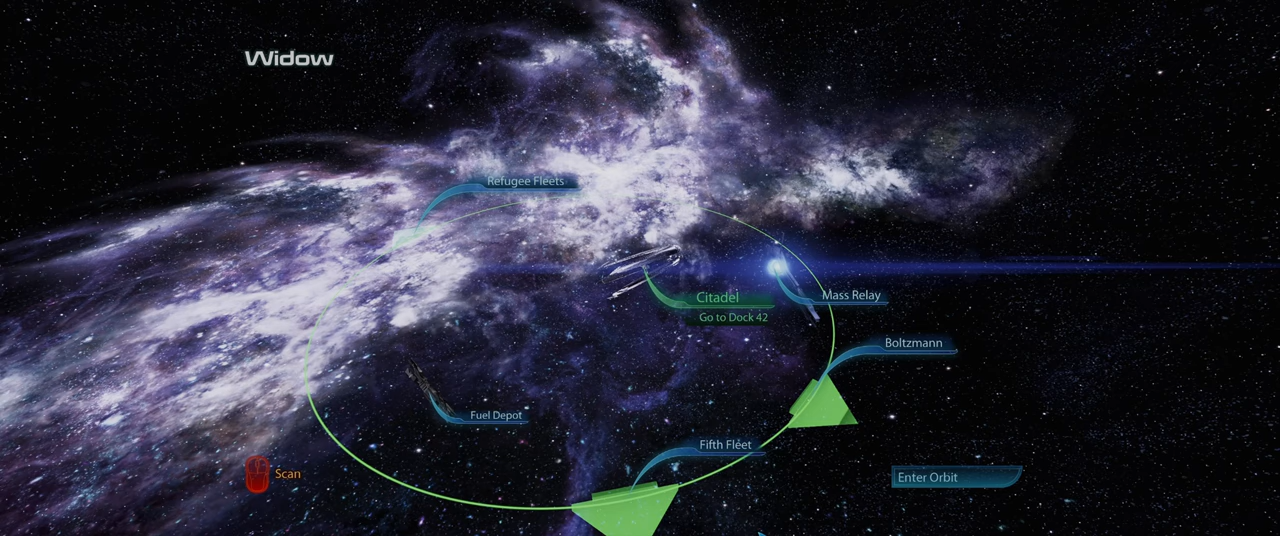 Widow
Refugee Fleets
Citadel
Go to Dock 42
Mass Relay
Boltzmann
Fuel Depot
Fifth Fleet
Scan
Enter Orbit